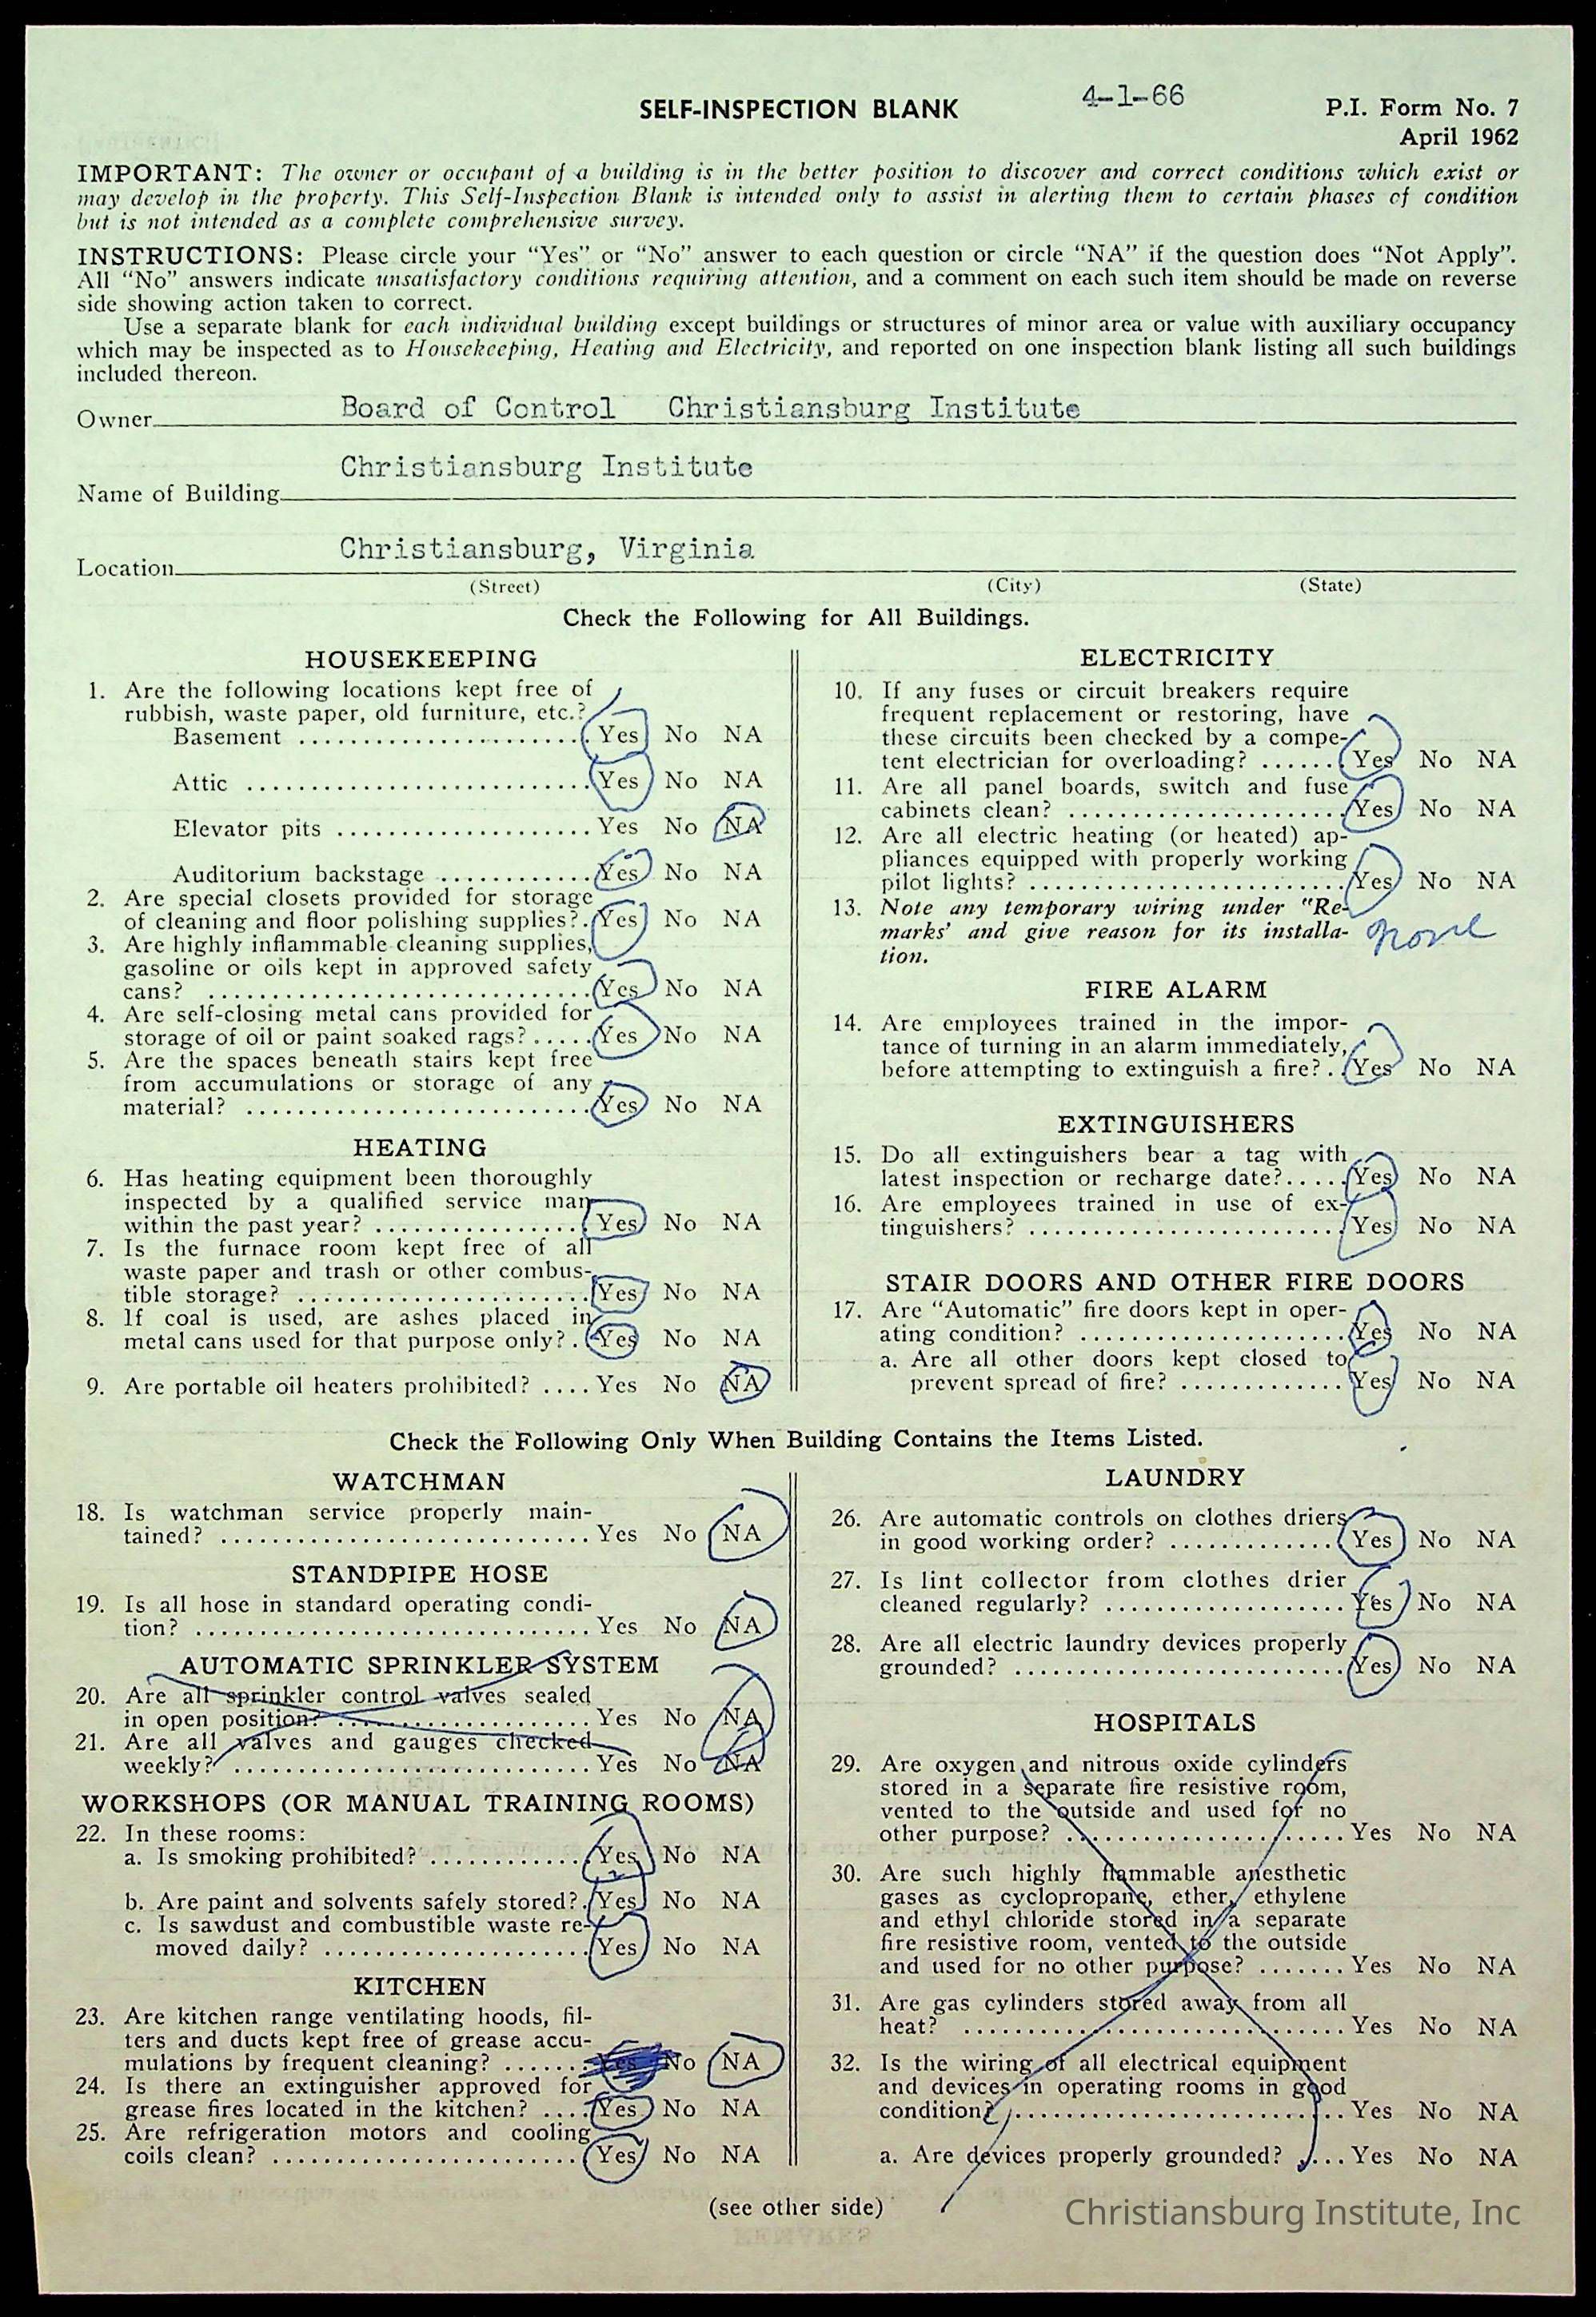 SELF-INSPECTION BLANK
4-1-66
P.I. Form No. 7
April 1962
IMPORTANT: The owner or occupant of a building is in the better position to discover and correct conditions which exist or
may develop in the property. This Self-Inspection Blank is intended only to assist in alerting them to certain phases of condition
but is not intended as a complete comprehensive survey.
INSTRUCTIONS: Please circle your “Yes” or “No” answer to each question or circle “NA” if the question does “Not Apply”.
All “No” answers indicate unsatisfactory conditions requiring attention, and a comment on each such item should be made on reverse
side showing action taken to correct.
Use a separate blank for each individual building except buildings or structures of minor area or value with auxiliary occupancy
which may be inspected as to Housekeeping, Heating and Electricity, and reported on one inspection blank listing all such buildings
included thereon.
Owner Board of Control Christiansburg Institute
Christiansburg Institute
Name of Building
Christiansburg, Virginia
Location
(Street) (City) (State)
Check the Following for All Buildings.
HOUSEKEEPING
1. Are the following locations kept free of
rubbish, waste paper, old furniture, etc.?
Basement ........................ Yes No NA
Attic ............................. Yes No NA
Elevator pits ..................... Yes No NA
Auditorium backstage ............ Yes No NA
2. Are special closets provided for storage
of cleaning and floor polishing supplies?. Yes No NA
3. Are highly inflammable cleaning supplies,
gasoline or oils kept in approved safety
cans? ............................... Yes No NA
4. Are self-closing metal cans provided for
storage of oil or paint soaked rags?..... Yes No NA
5. Are the spaces beneath stairs kept free
from accumulations or storage of any
material? ............................ Yes No NA
HEATING
6. Has heating equipment been thoroughly
inspected by a qualified service man
within the past year? .................. Yes No NA
7. Is the furnace room kept free of all
waste paper and trash or other combus-
tible storage? ........................ Yes No NA
8. If coal is used, are ashes placed in
metal cans used for that purpose only?. Yes No NA
9. Are portable oil heaters prohibited? .... Yes No NA
ELECTRICITY
10. If any fuses or circuit breakers require
frequent replacement or restoring, have
these circuits been checked by a compe-
tent electrician for overloading? ...... Yes No NA
11. Are all panel boards, switch and fuse
cabinets clean? ....................... Yes No NA
12. Are all electric heating (or heated) ap-
pliances equipped with properly working
pilot lights? .......................... Yes No NA
13. Note any temporary wiring under "Re-
marks' and give reason for its installa- none
tion.
FIRE ALARM
14. Are employees trained in the impor-
tance of turning in an alarm immediately,
before attempting to extinguish a fire?.. Yes No NA
EXTINGUISHERS
15. Do all extinguishers bear a tag with
latest inspection or recharge date?..... Yes No NA
16. Are employees trained in use of ex-
tinguishers? .......................... Yes No NA
STAIR DOORS AND OTHER FIRE DOORS
17. Are “Automatic” fire doors kept in oper-
ating condition? ...................... Yes No NA
a. Are all other doors kept closed to
prevent spread of fire? ............. Yes No NA
Check the Following Only When Building Contains the Items Listed.
WATCHMAN
18. Is watchman service properly main-
tained? .............................. Yes No NA
STANDPIPE HOSE
19. Is all hose in standard operating condi-
tion? ................................ Yes No NA
AUTOMATIC SPRINKLER SYSTEM
20. Are all sprinkler control valves sealed
in open position? ..................... Yes No NA
21. Are all valves and gauges checked
weekly? ............................. Yes No NA
WORKSHOPS (OR MANUAL TRAINING ROOMS)
22. In these rooms:
a. Is smoking prohibited? ............. Yes No NA
b. Are paint and solvents safely stored?. Yes No NA
c. Is sawdust and combustible waste re-
moved daily? ..................... Yes No NA
KITCHEN
23. Are kitchen range ventilating hoods, fil-
ters and ducts kept free of grease accu-
mulations by frequent cleaning? ....... Yes No NA
24. Is there an extinguisher approved for
grease fires located in the kitchen? .... Yes No NA
25. Are refrigeration motors and cooling
coils clean? .......................... Yes No NA
LAUNDRY
26. Are automatic controls on clothes driers
in good working order? .............. Yes No NA
27. Is lint collector from clothes drier
cleaned regularly? .................... Yes No NA
28. Are all electric laundry devices properly
grounded? ........................... Yes No NA
HOSPITALS
29. Are oxygen and nitrous oxide cylinders
stored in a separate fire resistive room,
vented to the outside and used for no
other purpose? ....................... Yes No NA
30. Are such highly flammable anesthetic
gases as cyclopropane, ether, ethylene
and ethyl chloride stored in a separate
fire resistive room, vented to the outside
and used for no other purpose? ....... Yes No NA
31. Are gas cylinders stored away from all
heat? ................................ Yes No NA
32. Is the wiring of all electrical equipment
and devices in operating rooms in good
condition? ........................... Yes No NA
a. Are devices properly grounded? .... Yes No NA
(see other side)
Christiansburg Institute, Inc